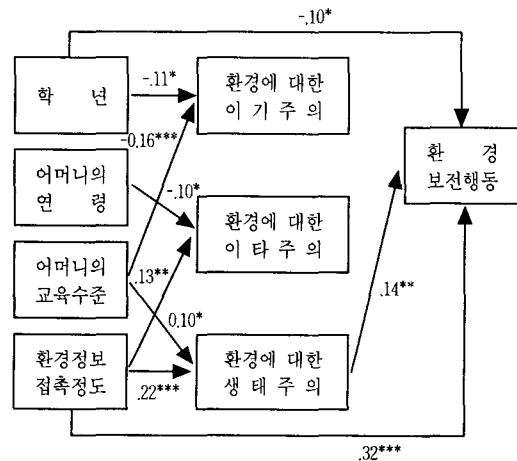 -.10*
학 년
-.11*
환경에 대한
이 기 주 의
-0.16***
환 경
보전행동
어머니의
연 령
-.10*
환경에 대한
이 타 주 의
어머니의
교육수준
.13**
0.10*
.14**
환경정보
접촉정도
.22***
환경에 대한
생 태 주 의
.32***